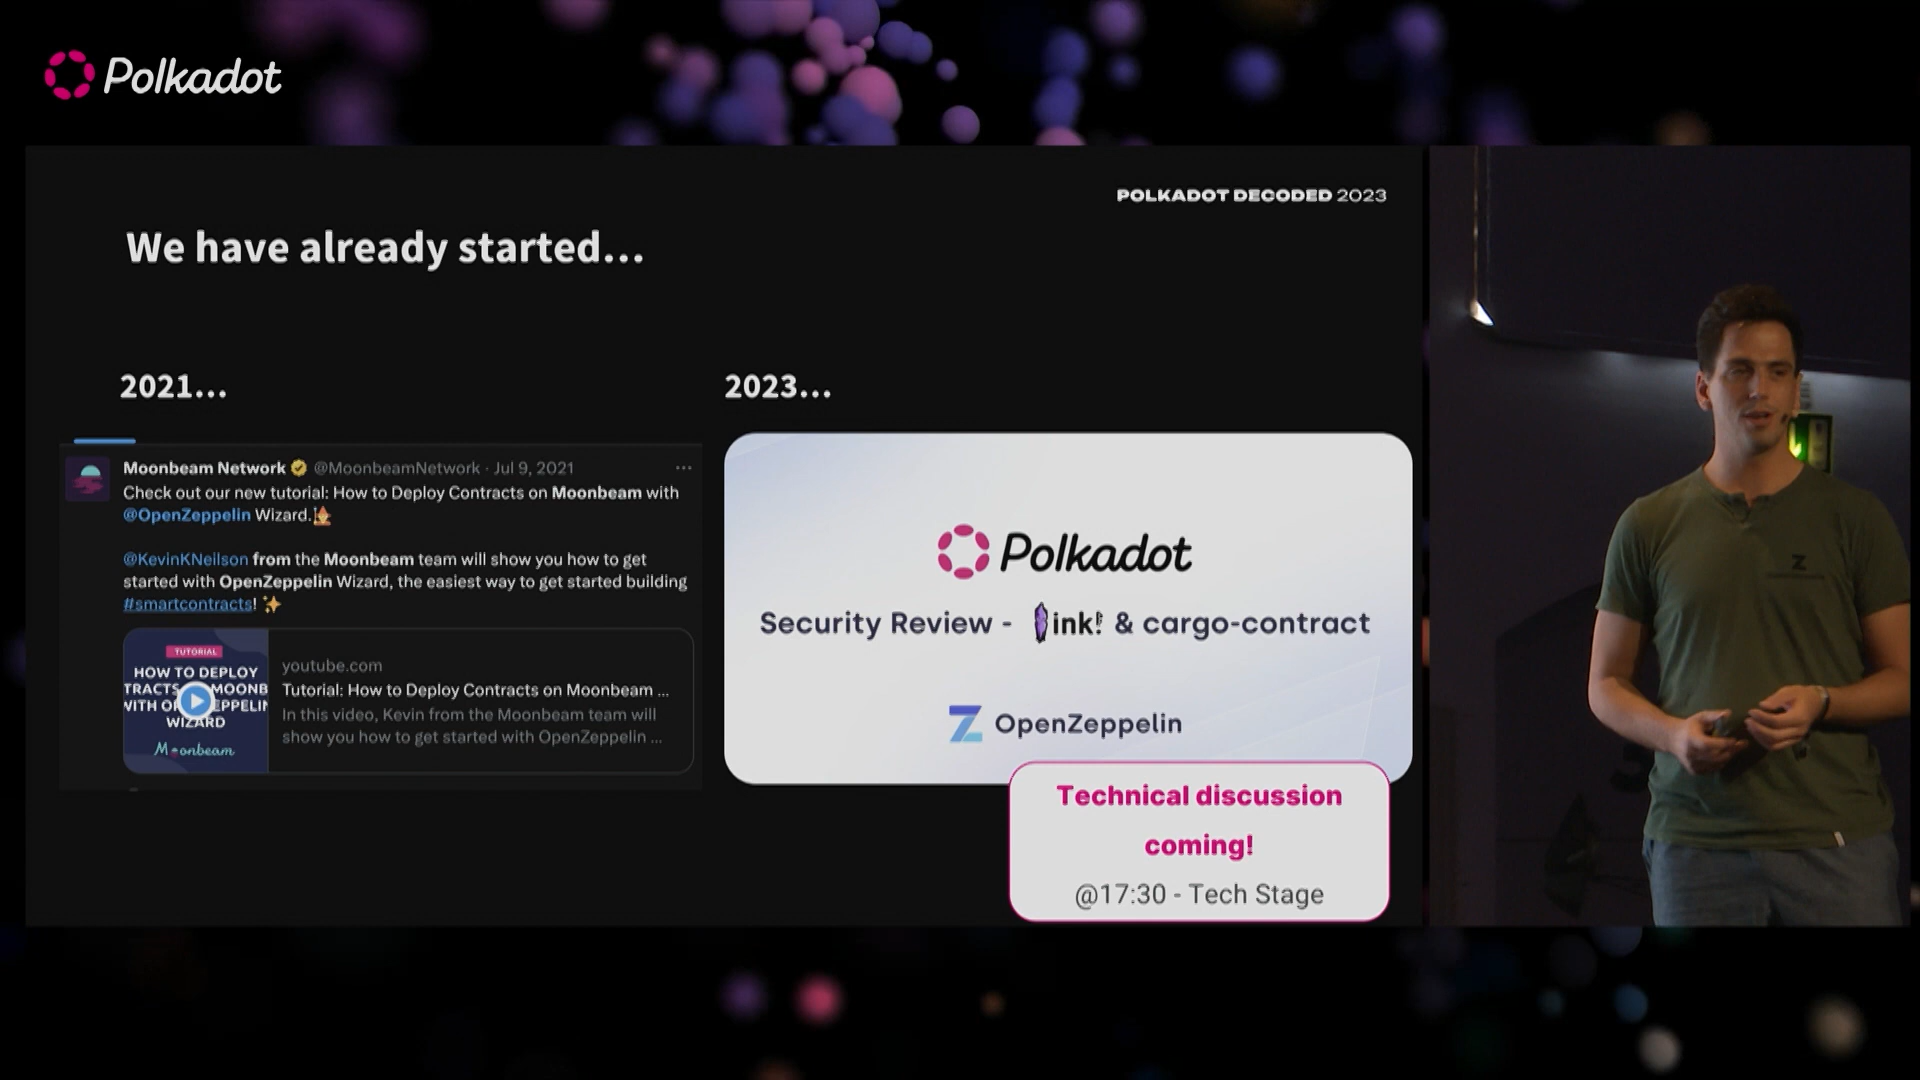 Polkadot
POLKADOT DECODED 2023
We have already started...
2021...
Moonbeam Network @MoonbeamNetwork · Jul 9, 2021
Check out our new tutorial: How to Deploy Contracts on Moonbeam with
@OpenZeppelin Wizard.
@KevinKNeilson from the Moonbeam team will show you how to get
started with OpenZeppelin Wizard, the easiest way to get started building
#smartcontracts!
TUTORIAL
HOW TO DEPLOY
TRACTS MOONB
WITH OP EPPELIN
WIZARD
Moonbeam
youtube.com
Tutorial: How to Deploy Contracts on Moonbeam ...
In this video, Kevin from the Moonbeam team will
show you how to get started with OpenZeppelin ...
2023...
Polkadot
Security Review - ink! & cargo-contract
OpenZeppelin
Technical discussion
coming!
@17:30 - Tech Stage